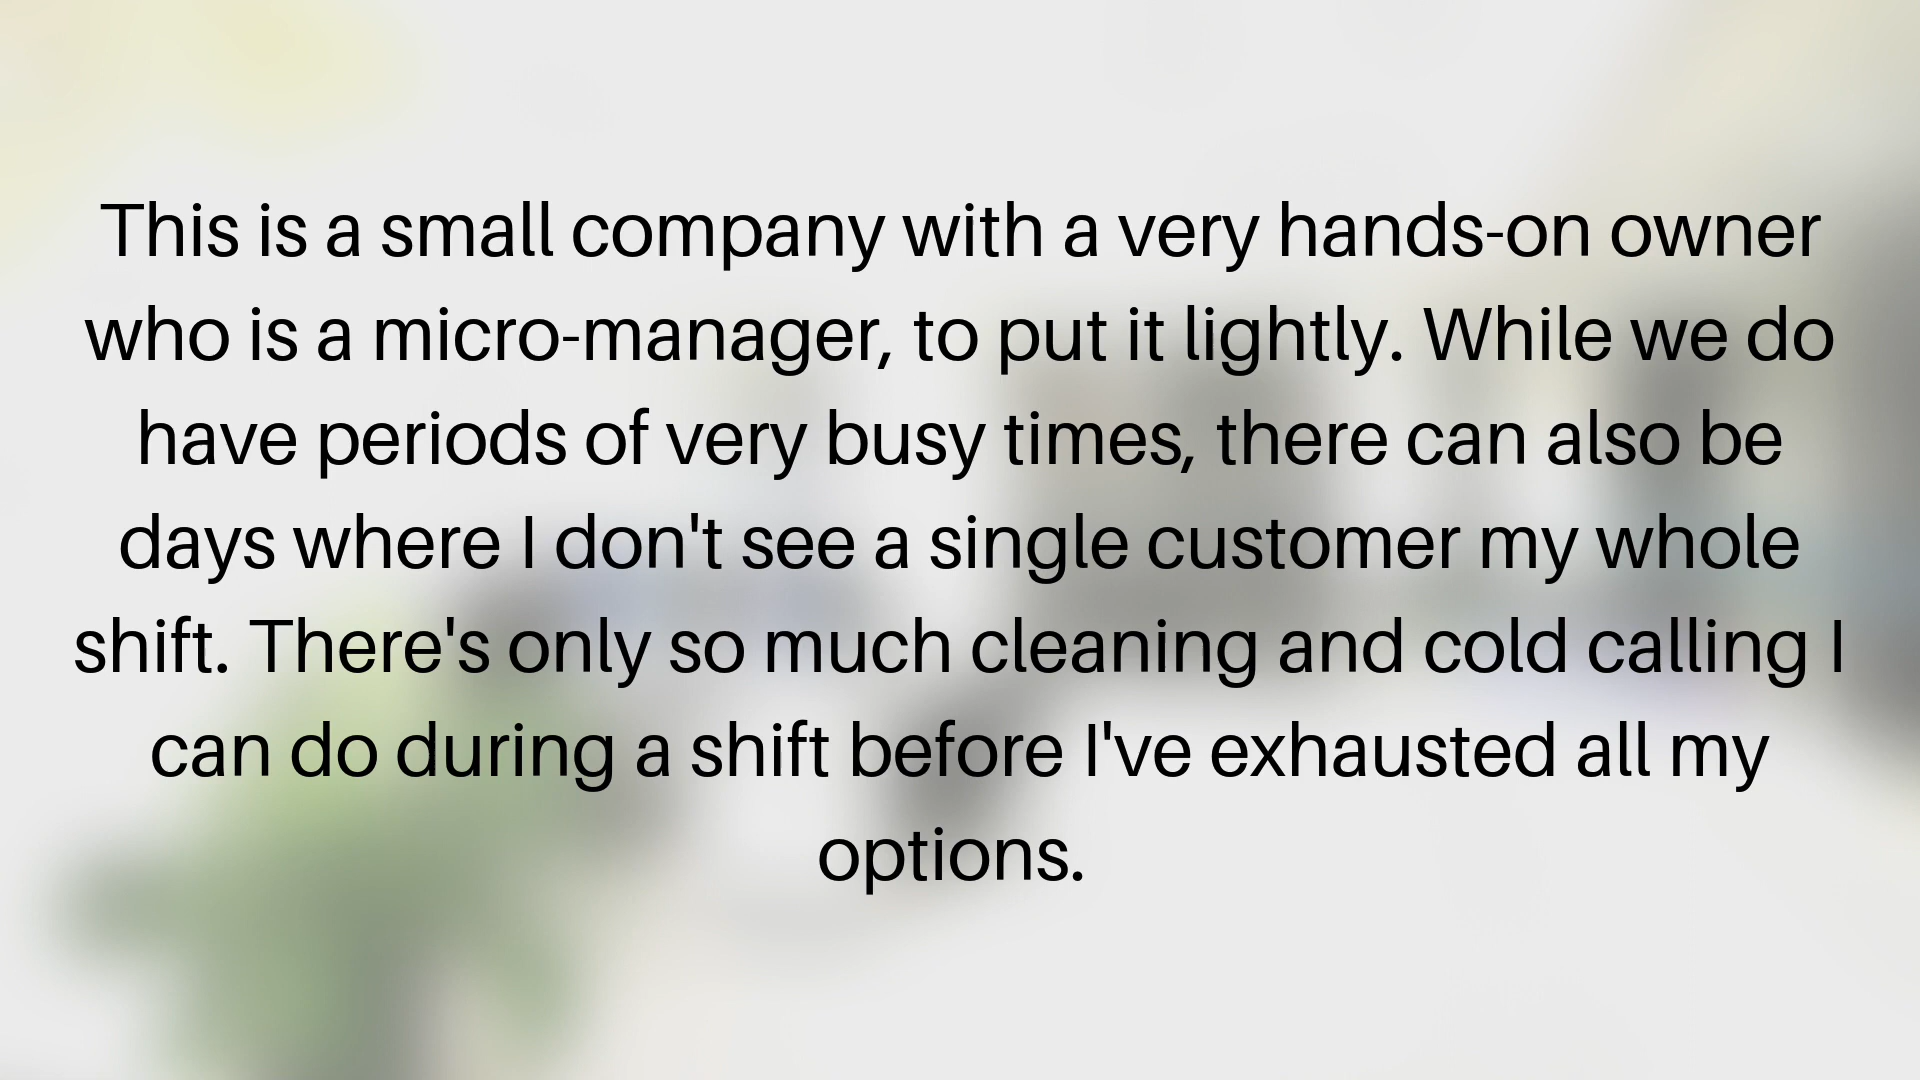 This is a small company with a very hands-on owner
who is a micro-manager, to put it lightly. While we do
have periods of very busy times, there can also be
days where I don't see a single customer my whole
shift. There's only so much cleaning and cold calling I
can do during a shift before I've exhausted all my
options.